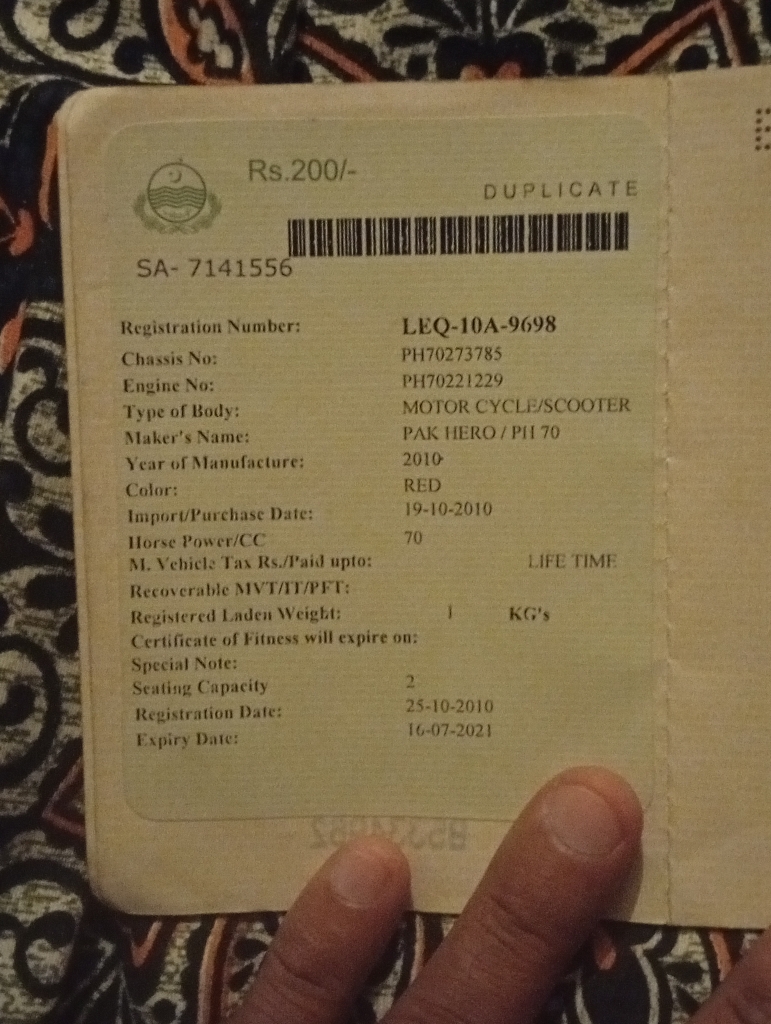 Rs.200/-
DUPLICATE
SA- 7141556
Registration Number: LEQ-10A-9698
Chassis No: PH70273785
Engine No: PH70221229
Type of Body: MOTOR CYCLE/SCOOTER
Maker's Name: PAK HERO / PH 70
Year of Manufacture: 2010
Color: RED
Import/Purchase Date: 19-10-2010
Horse Power/CC 70
M. Vehicle Tax Rs./Paid upto: LIFE TIME
Recoverable MVT/IT/PFT:
Registered Laden Weight: 1 KG's
Certificate of Fitness will expire on:
Special Note:
Seating Capacity 2
Registration Date: 25-10-2010
Expiry Date: 16-07-2021